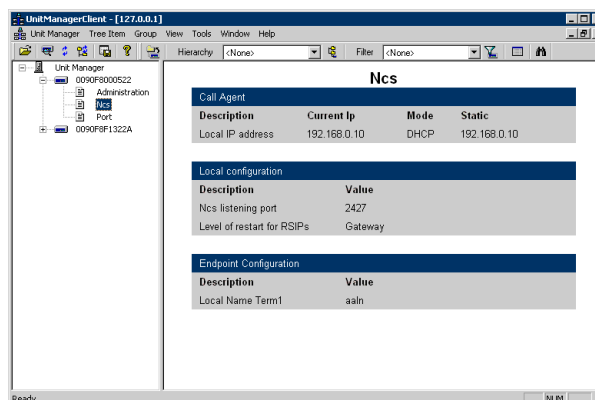 UnitManagerClient - [127.0.0.1]
Unit Manager Tree Item Group View Tools Window Help
Hierarchy <None> Filter <None>
Unit Manager
0090F8000522
Administration
Ncs
Port
0090F8F1322A
Ncs
Call Agent
Description Current Ip Mode Static
Local IP address 192.168.0.10 DHCP 192.168.0.10
Local configuration
Description Value
Ncs listening port 2427
Level of restart for RSIPs Gateway
Endpoint Configuration
Description Value
Local Name Term1 aaln
Ready NUM